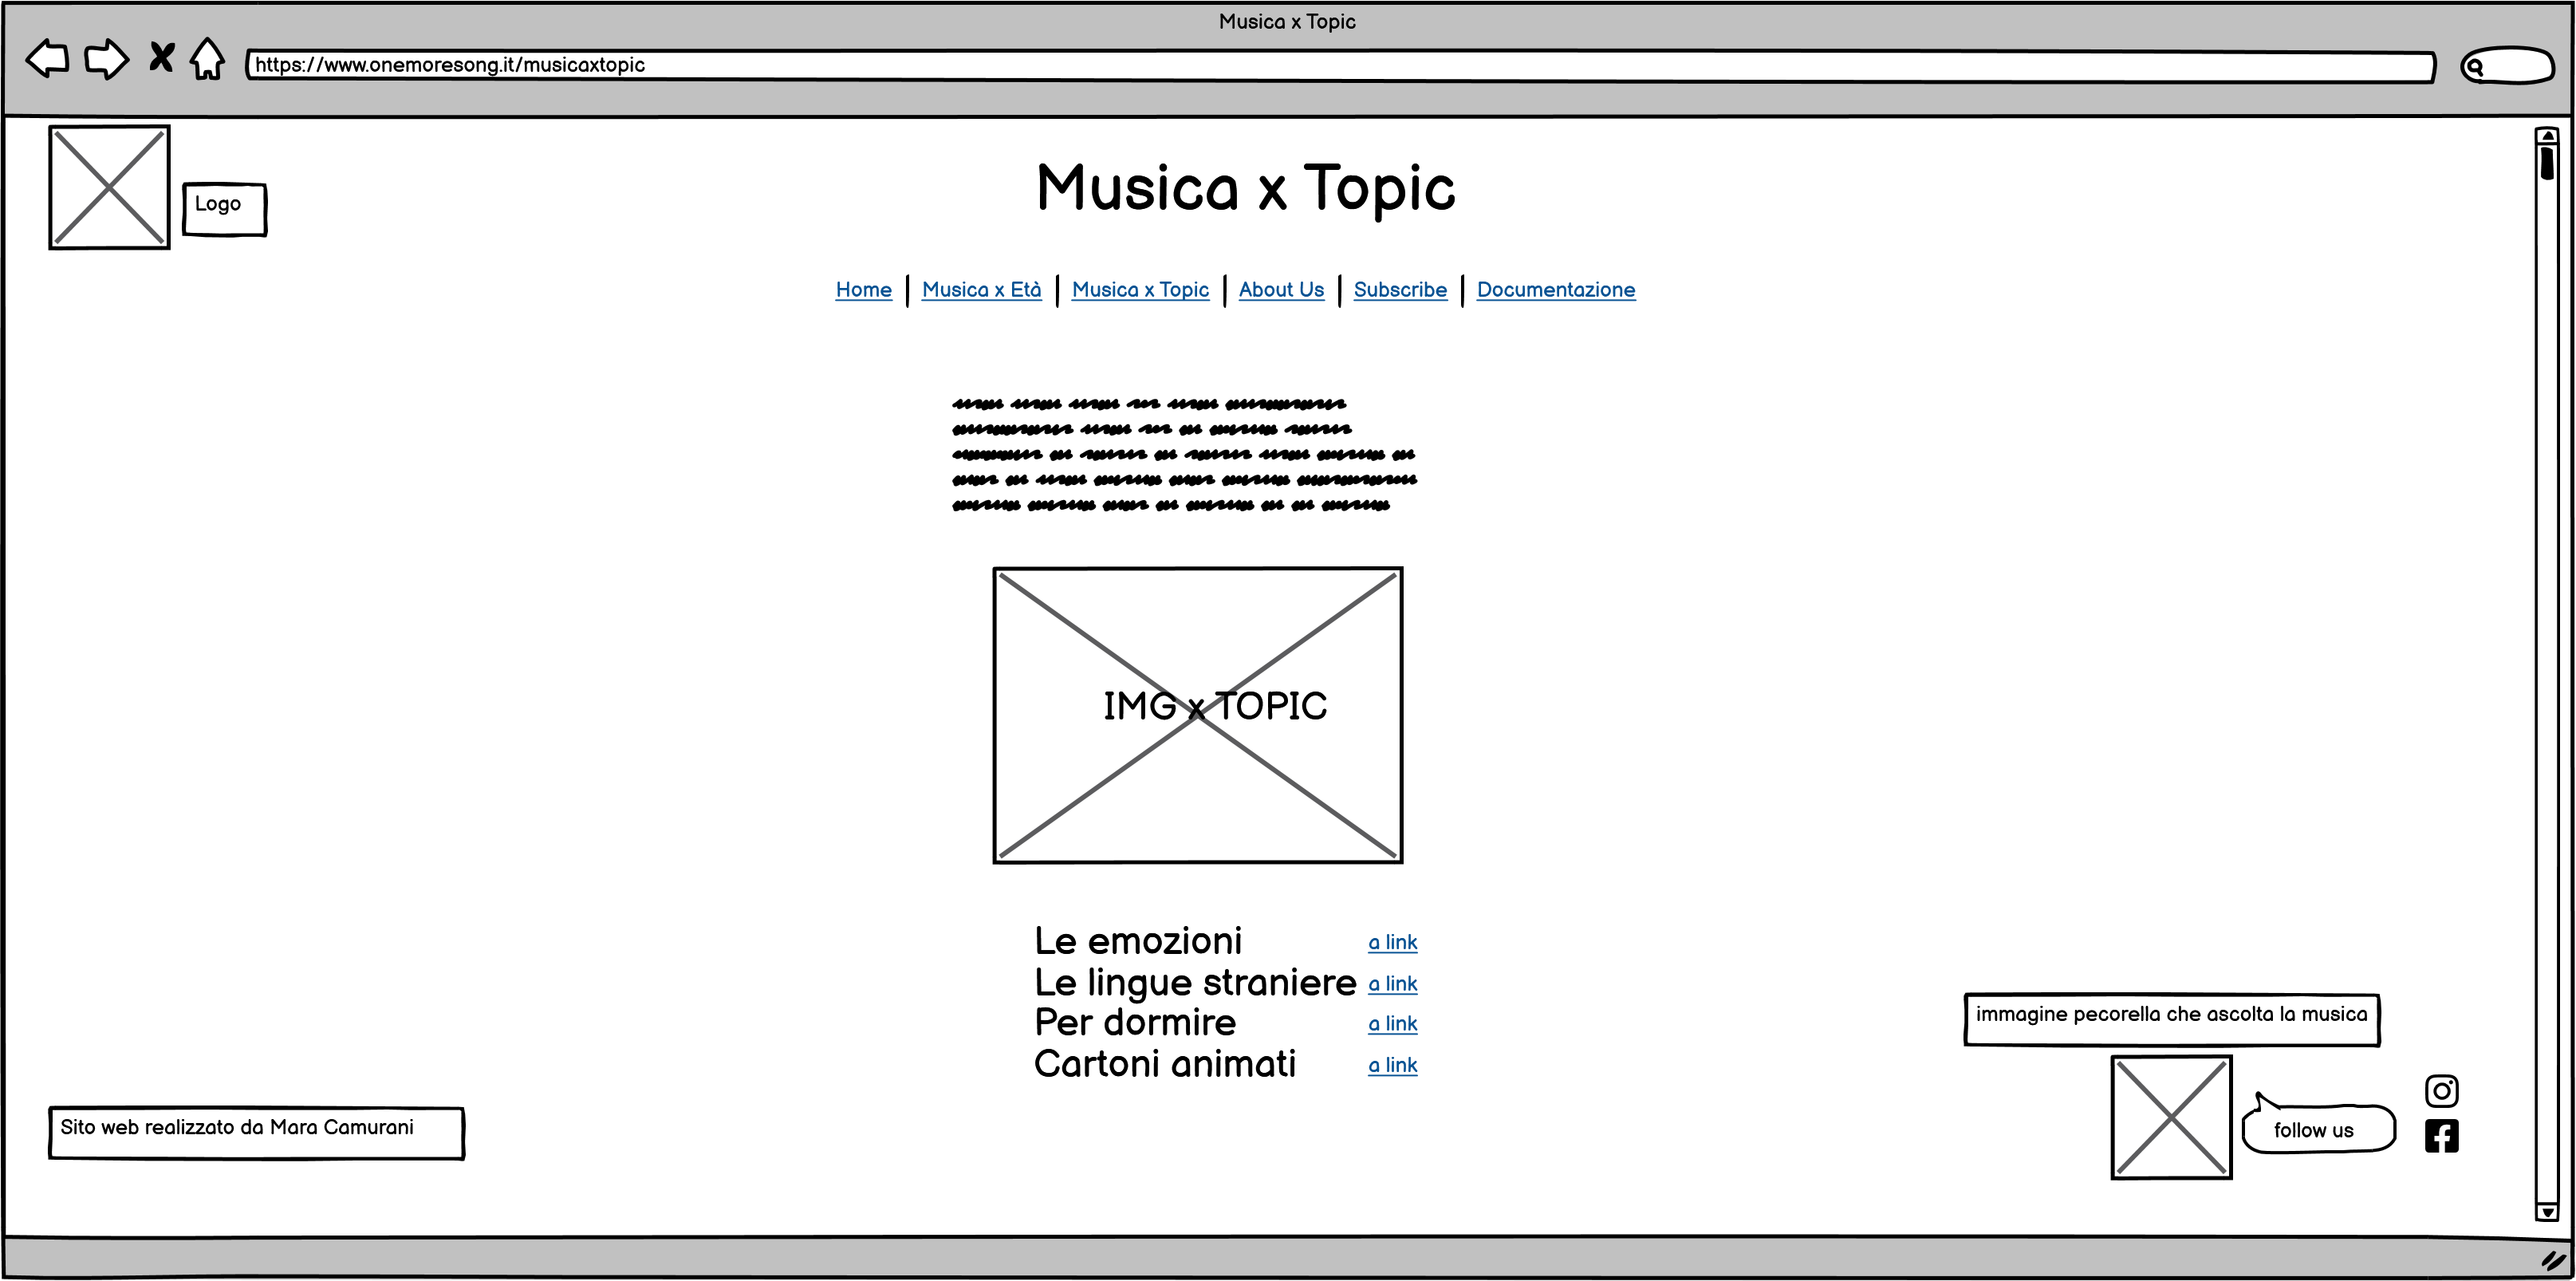 Musica x Topic
https://www.onemoresong.it/musicaxtopic
Logo
Musica x Topic
Home | Musica x Età | Musica x Topic | About Us | Subscribe | Documentazione
IMG x TOPIC
Le emozioni a link
Le lingue straniere a link
Per dormire a link
Cartoni animati a link
immagine pecorella che ascolta la musica
Sito web realizzato da Mara Camurani
follow us